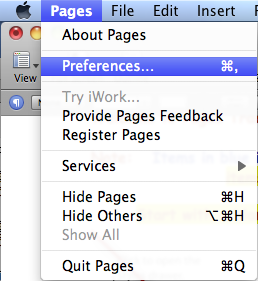 Pages File Edit Insert
About Pages
Preferences... ⌘,
View
Try iWork...
Provide Pages Feedback
Register Pages
Services
Hide Pages ⌘H
Hide Others ⌥⌘H
Show All
Quit Pages ⌘Q